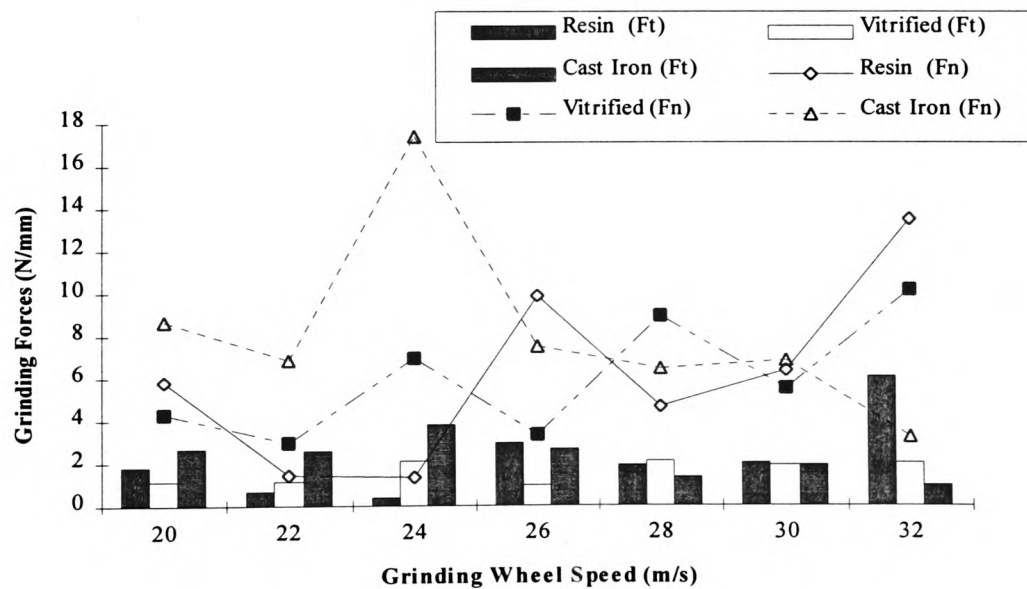 Resin (Ft)
Vitrified (Ft)
Cast Iron (Ft)
Resin (Fn)
Vitrified (Fn)
Cast Iron (Fn)
18
16
14
12
10
8
6
4
2
0
Grinding Forces (N/mm)
20 22 24 26 28 30 32
Grinding Wheel Speed (m/s)